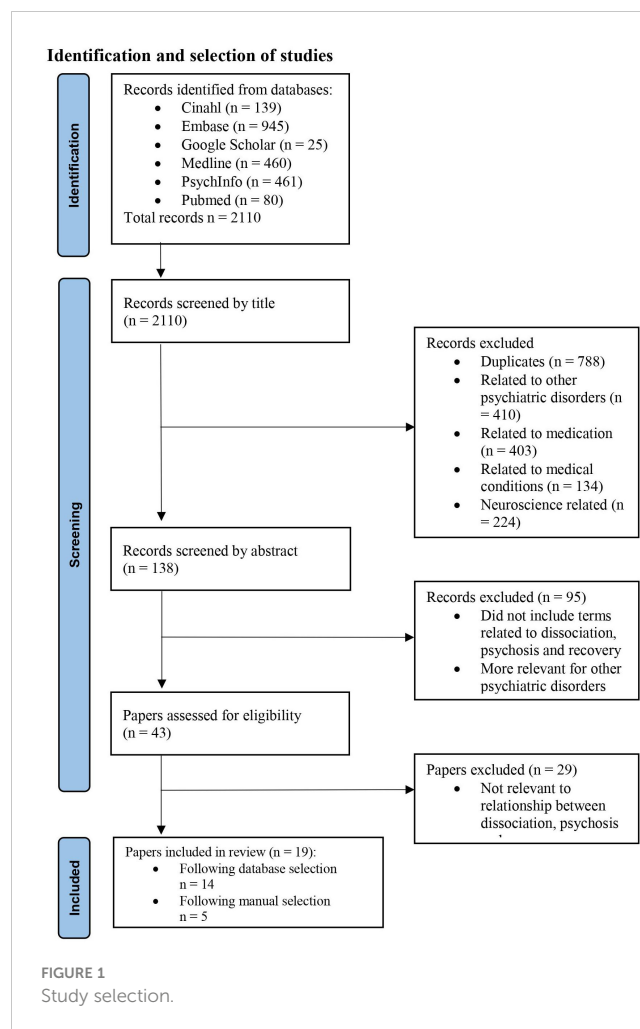 Identification and selection of studies
Identification
Records identified from databases:
• Cinahl (n = 139)
• Embase (n = 945)
• Google Scholar (n = 25)
• Medline (n = 460)
• PsychInfo (n = 461)
• Pubmed (n = 80)
Total records n = 2110
Screening
Records screened by title
(n = 2110)
Records excluded
• Duplicates (n = 788)
• Related to other
psychiatric disorders (n
= 410)
• Related to medication
(n = 403)
• Related to medical
conditions (n = 134)
• Neuroscience related (n
= 224)
Records screened by abstract
(n = 138)
Records excluded (n = 95)
• Did not include terms
related to dissociation,
psychosis and recovery
• More relevant for other
psychiatric disorders
Papers assessed for eligibility
(n = 43)
Papers excluded (n = 29)
• Not relevant to
relationship between
dissociation, psychosis
Included
Papers included in review (n = 19):
• Following database selection
n = 14
• Following manual selection
n = 5
FIGURE 1
Study selection.